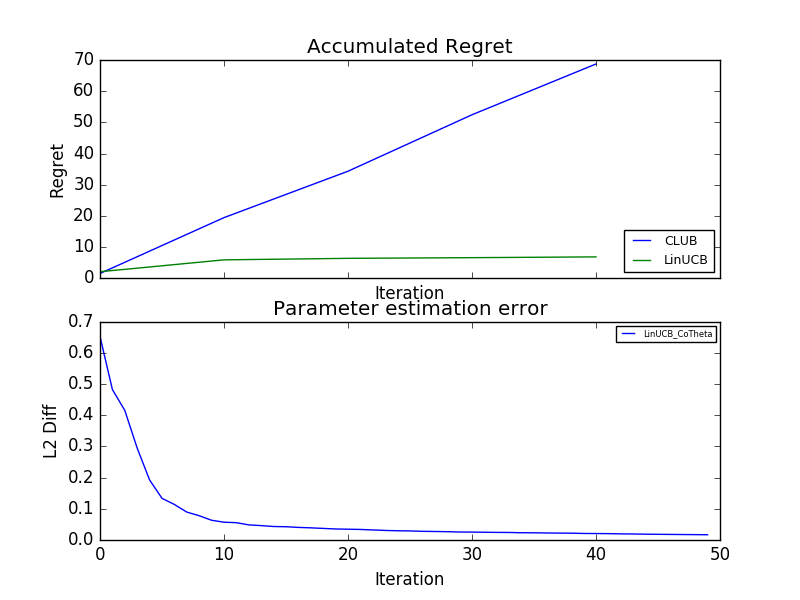 Accumulated Regret
70
60
50
40
30
20
10
0
Regret
CLUB
LinUCB
Iteration
Parameter estimation error
0.7
0.6
0.5
0.4
0.3
0.2
0.1
0.0
L2 Diff
LinUCB_CoTheta
0 10 20 30 40 50
Iteration